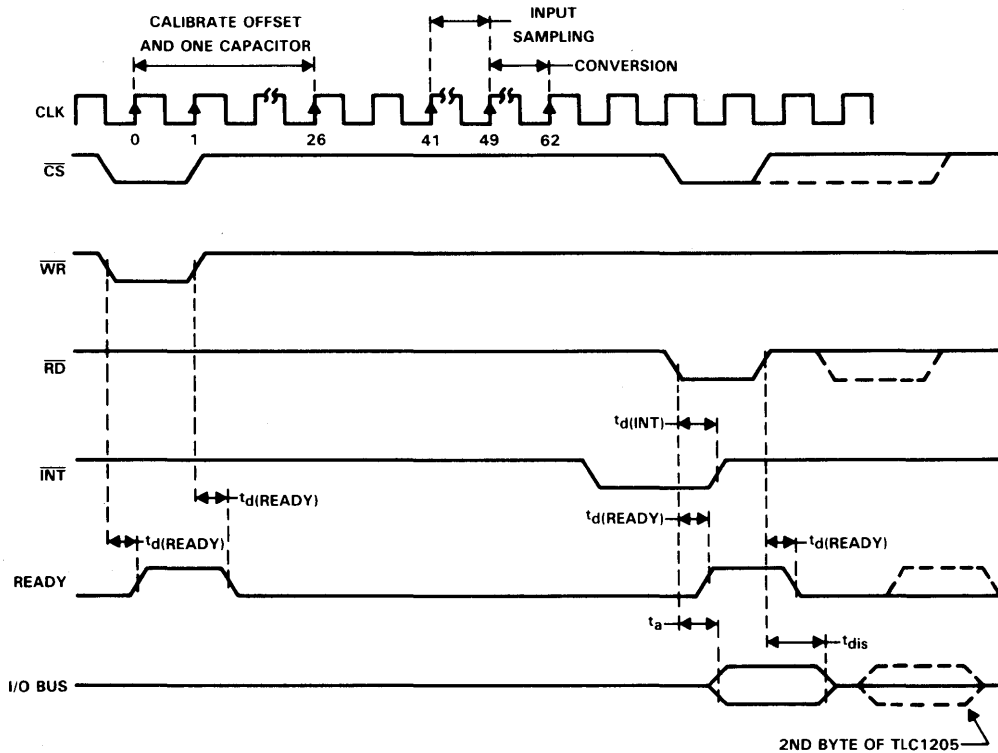 CALIBRATE OFFSET
AND ONE CAPACITOR
INPUT
SAMPLING
CONVERSION
CLK
0 1 26 41 49 62
CS
WR
RD
td(INT)
INT
td(READY)
td(READY)
td(READY)
td(READY)
READY
ta
tdis
I/O BUS
2ND BYTE OF TLC1205